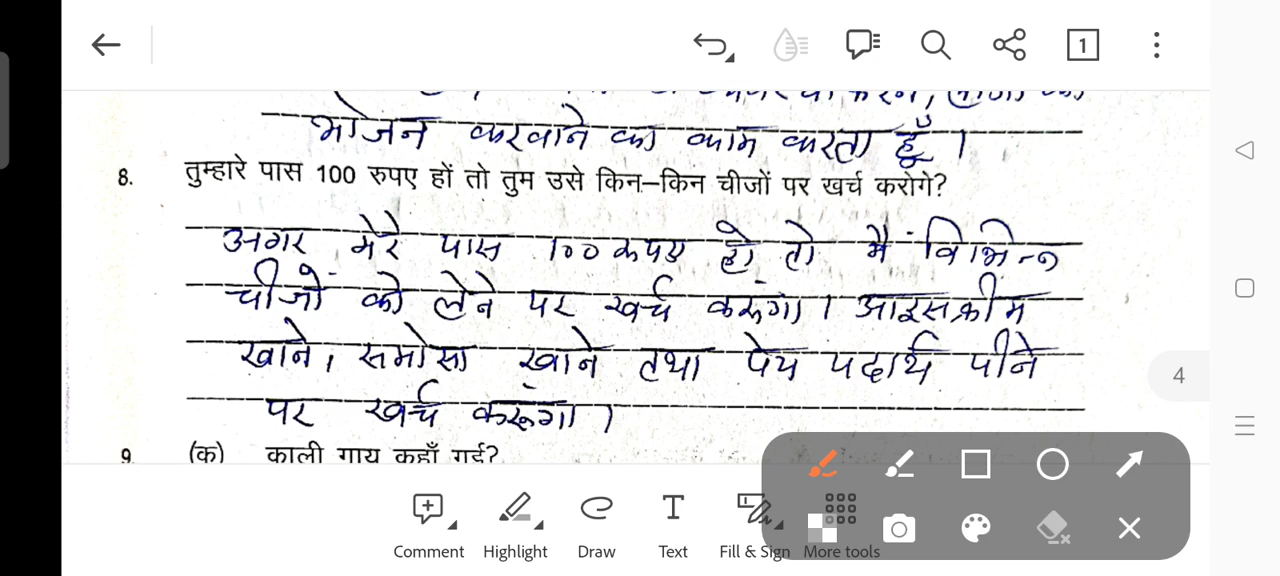 1
भोजन करवाने का काम करता हूँ ।
8. तुम्हारे पास 100 रुपए हों तो तुम उसे किन–किन चीजों पर खर्च करोगे?
अगर मेरे पास 100 रूपए हो तो मैं विभिन्न
चीजों को लेने पर खर्च करूंगा । आइसक्रीम
खाने, समोसा खाने तथा पेय पदार्थ पीने
पर खर्च करूंगा ।
4
9. (क) काली गाय कहाँ गई?
Comment Highlight Draw Text Fill & Sign More tools